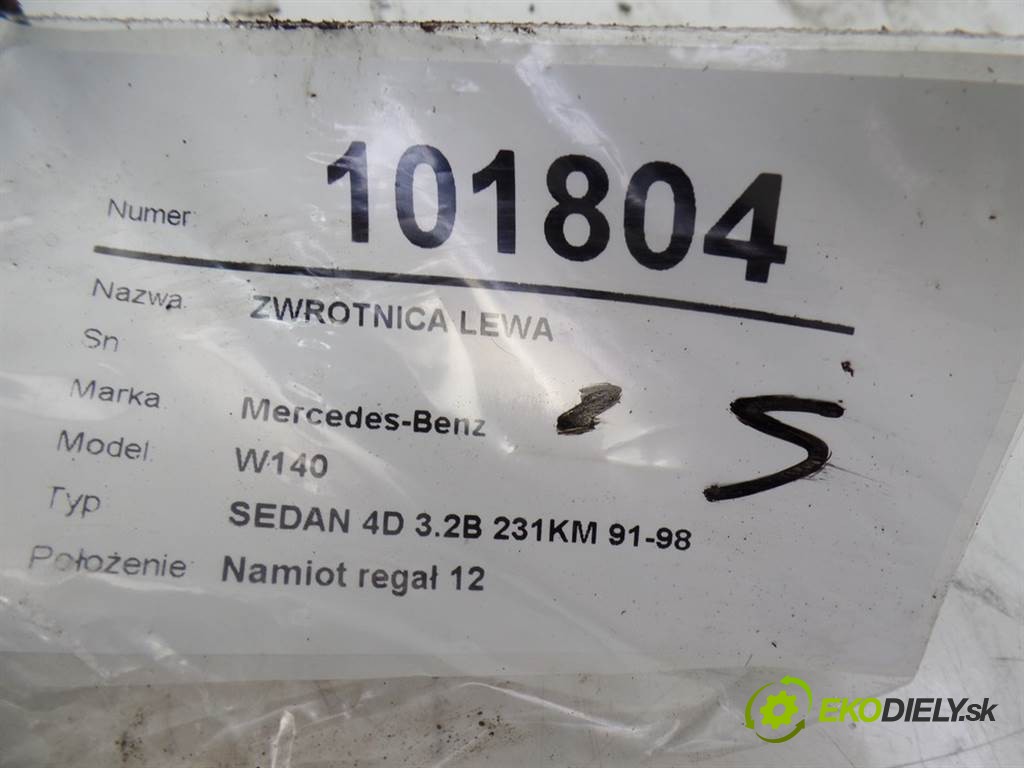 Numer: 101804
Nazwa: ZWROTNICA LEWA
Sn
Marka: Mercedes-Benz
Model: W140
Typ SEDAN 4D 3.2B 231KM 91-98
Położenie: Namiot regał 12
S
EKODIELY.sk